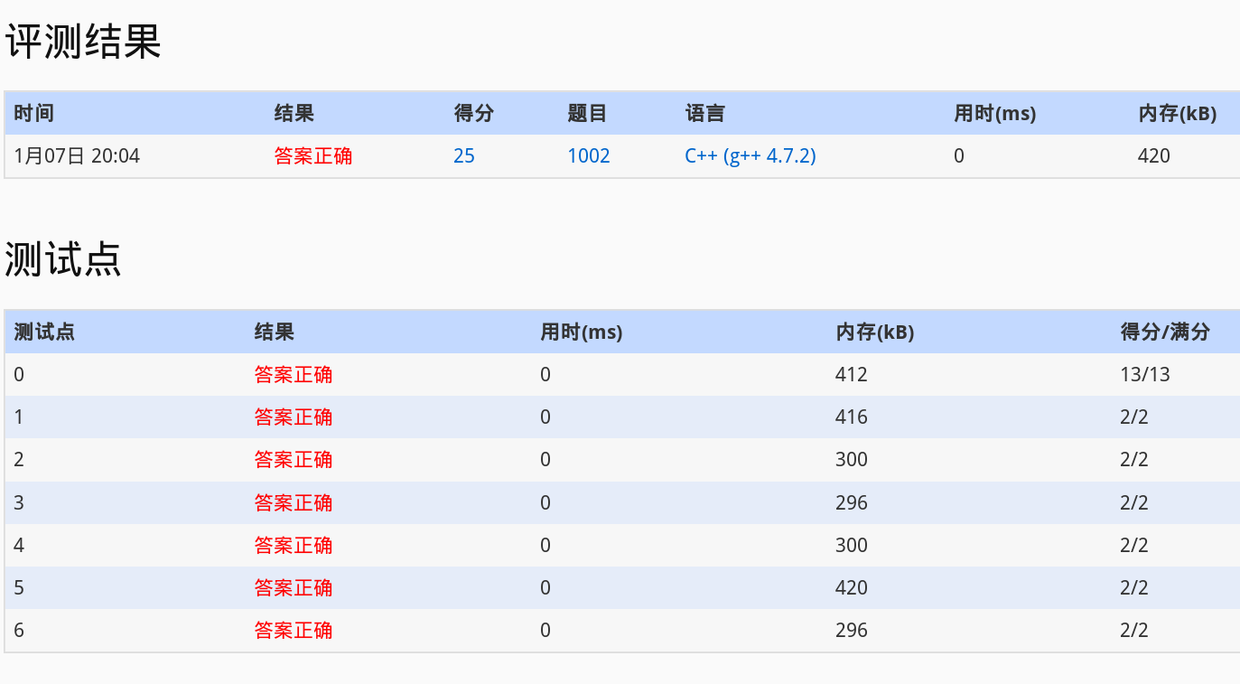 评测结果
时间 结果 得分 题目 语言 用时(ms) 内存(kB)
1月07日 20:04 答案正确 25 1002 C++ (g++ 4.7.2) 0 420
测试点
测试点 结果 用时(ms) 内存(kB) 得分/满分
0 答案正确 0 412 13/13
1 答案正确 0 416 2/2
2 答案正确 0 300 2/2
3 答案正确 0 296 2/2
4 答案正确 0 300 2/2
5 答案正确 0 420 2/2
6 答案正确 0 296 2/2